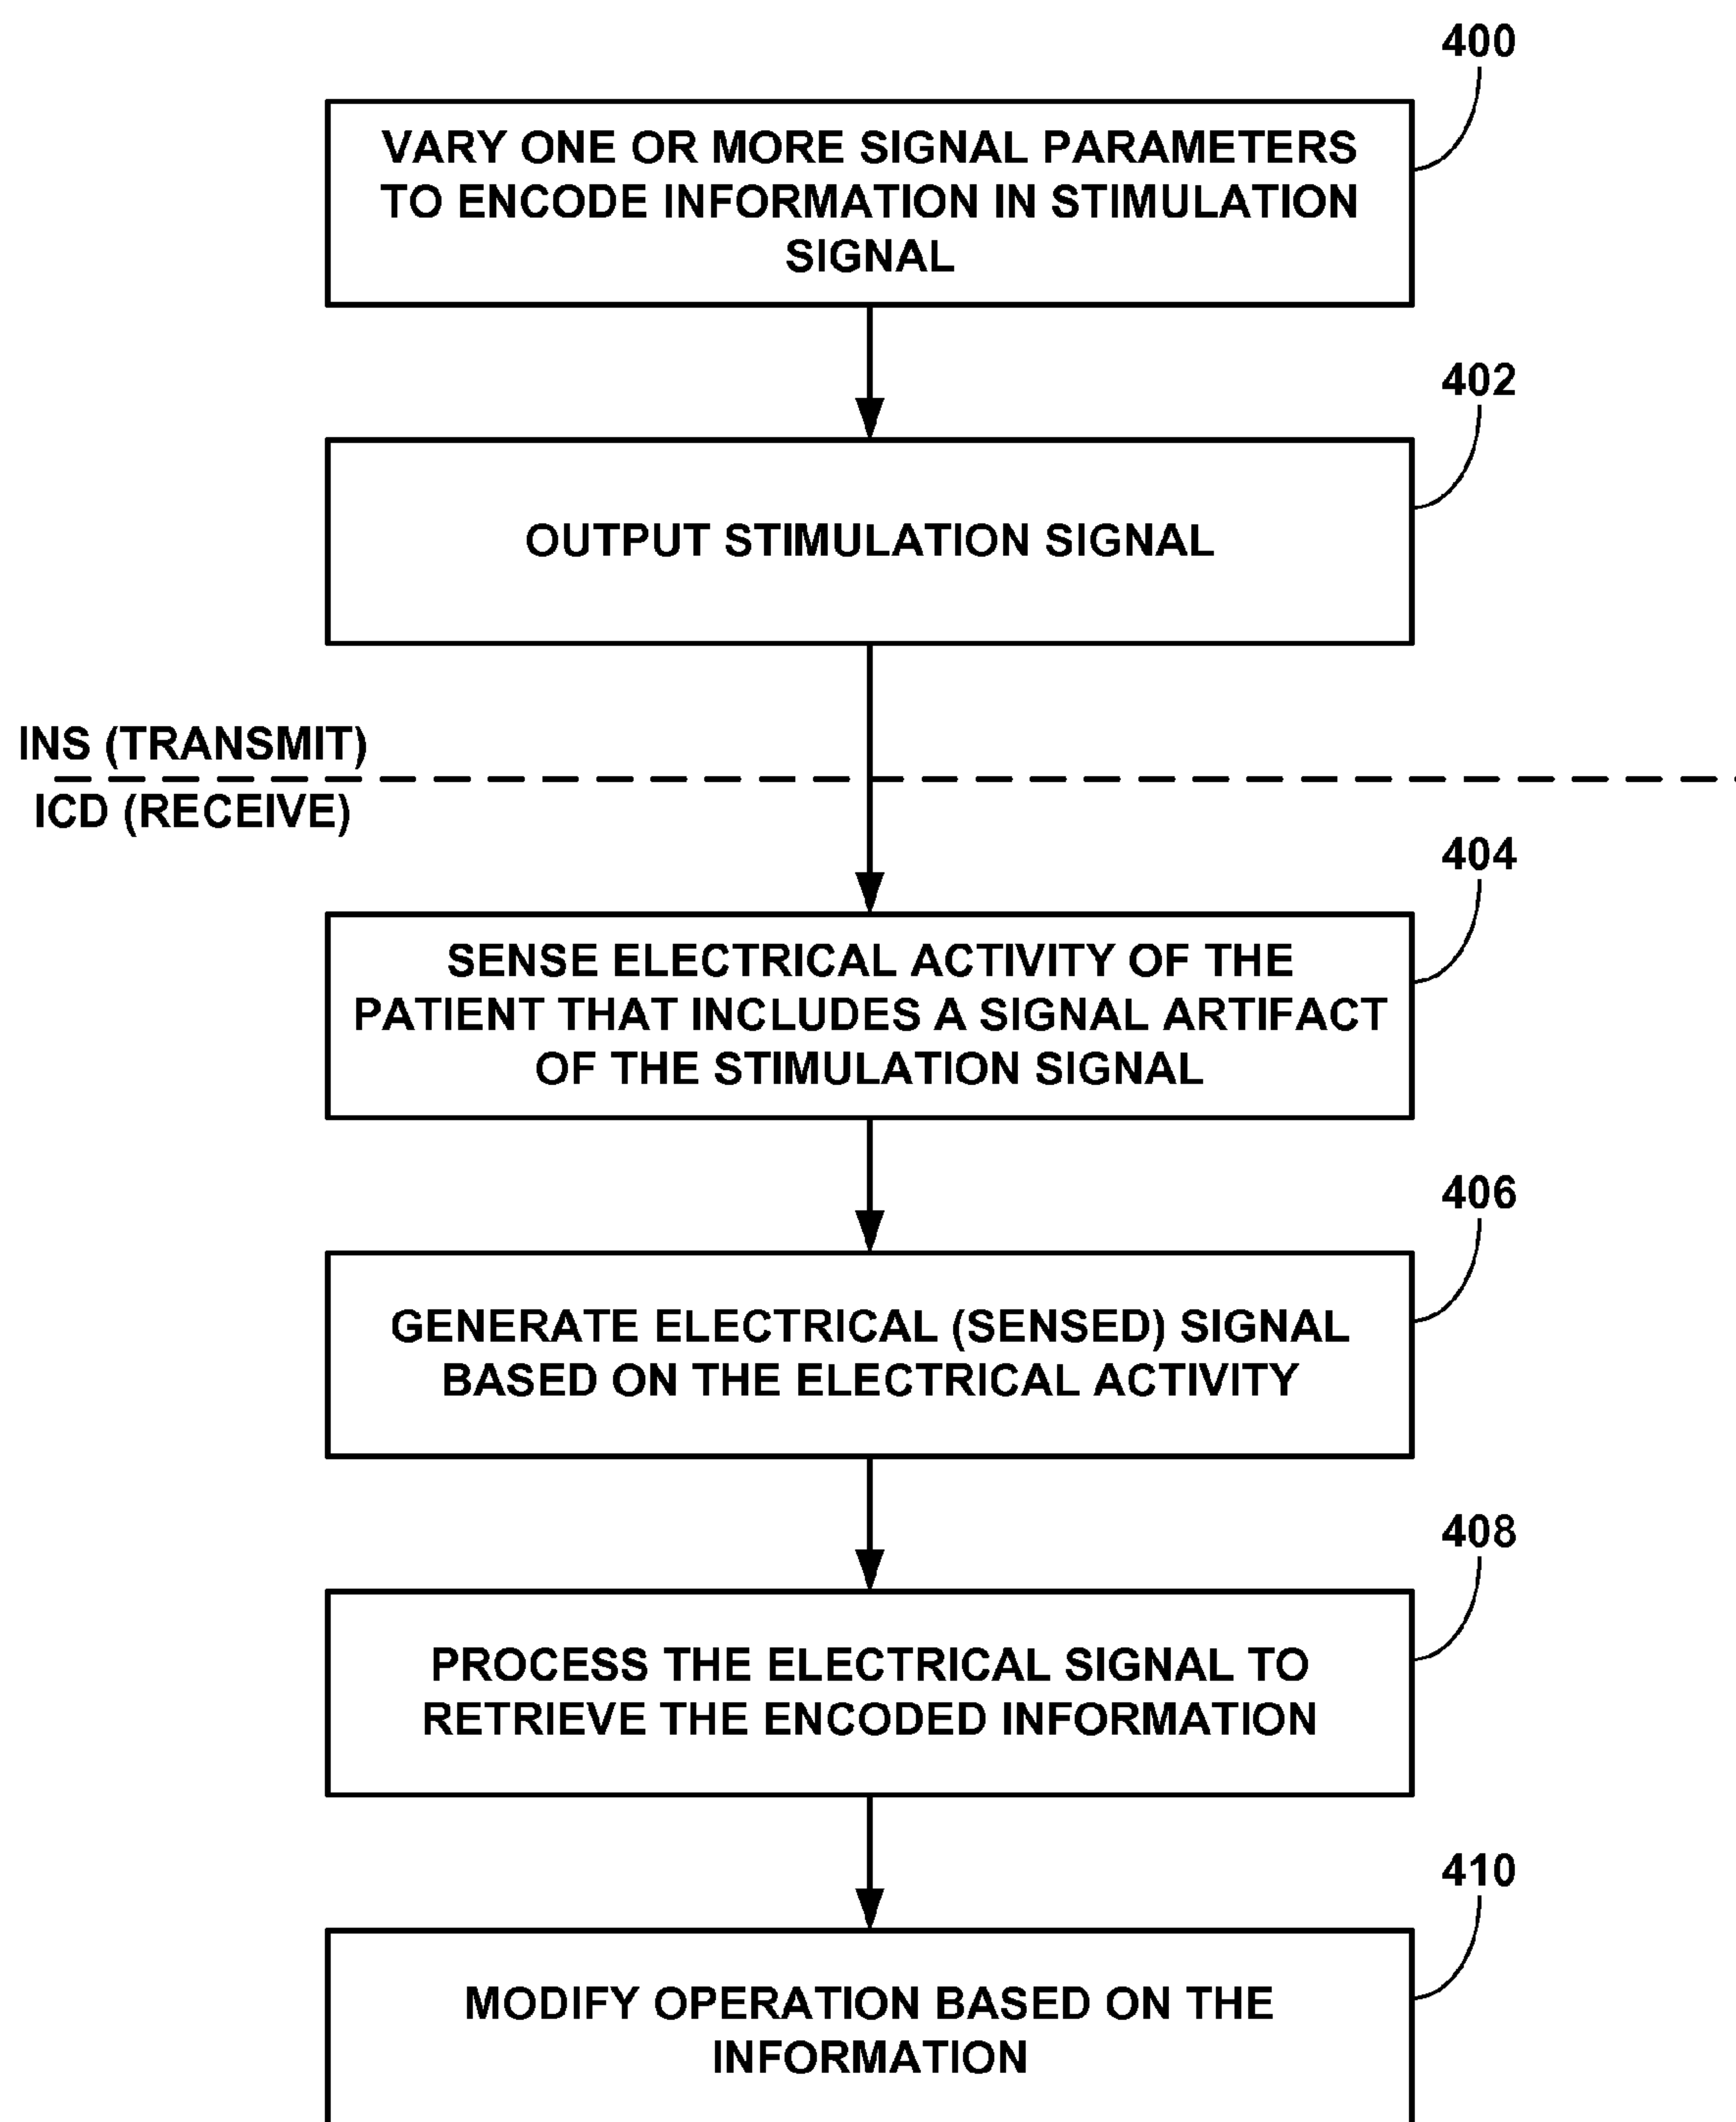 400
VARY ONE OR MORE SIGNAL PARAMETERS
TO ENCODE INFORMATION IN STIMULATION
SIGNAL
402
OUTPUT STIMULATION SIGNAL
INS (TRANSMIT)
ICD (RECEIVE)
404
SENSE ELECTRICAL ACTIVITY OF THE
PATIENT THAT INCLUDES A SIGNAL ARTIFACT
OF THE STIMULATION SIGNAL
406
GENERATE ELECTRICAL (SENSED) SIGNAL
BASED ON THE ELECTRICAL ACTIVITY
408
PROCESS THE ELECTRICAL SIGNAL TO
RETRIEVE THE ENCODED INFORMATION
410
MODIFY OPERATION BASED ON THE
INFORMATION